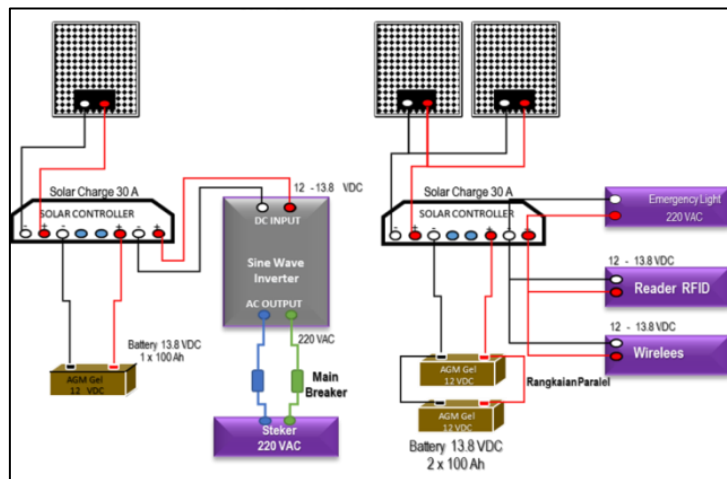 Solar Charge 30 A
SOLAR CONTROLLER
- + - + - +
12 - 13.8 VDC
DC INPUT
Sine Wave
Inverter
AC OUTPUT
220 VAC
Main
Breaker
Steker
220 VAC
Battery 13.8 VDC
1 x 100 Ah
AGM Gel
12 VDC
Solar Charge 30 A
SOLAR CONTROLLER
- + - + - +
Emergency Light
220 VAC
12 - 13.8 VDC
Reader RFID
12 - 13.8 VDC
Wirelees
AGM Gel
12 VDC
Rangkaian Paralel
AGM Gel
12 VDC
Battery 13.8 VDC
2 x 100 Ah